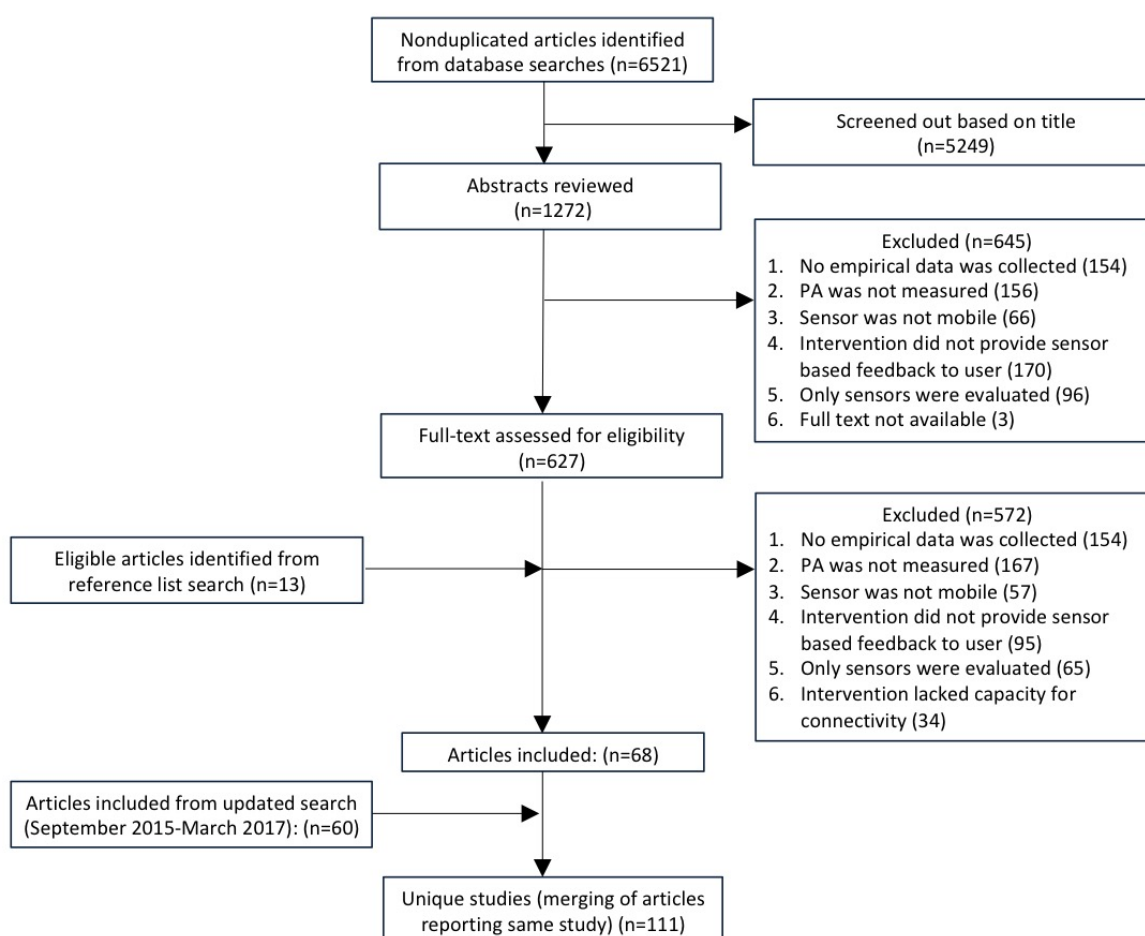 Nonduplicated articles identified
from database searches (n=6521)
Screened out based on title
(n=5249)
Abstracts reviewed
(n=1272)
Excluded (n=645)
1. No empirical data was collected (154)
2. PA was not measured (156)
3. Sensor was not mobile (66)
4. Intervention did not provide sensor
based feedback to user (170)
5. Only sensors were evaluated (96)
6. Full text not available (3)
Full-text assessed for eligibility
(n=627)
Eligible articles identified from
reference list search (n=13)
Excluded (n=572)
1. No empirical data was collected (154)
2. PA was not measured (167)
3. Sensor was not mobile (57)
4. Intervention did not provide sensor
based feedback to user (95)
5. Only sensors were evaluated (65)
6. Intervention lacked capacity for
connectivity (34)
Articles included: (n=68)
Articles included from updated search
(September 2015-March 2017): (n=60)
Unique studies (merging of articles
reporting same study) (n=111)